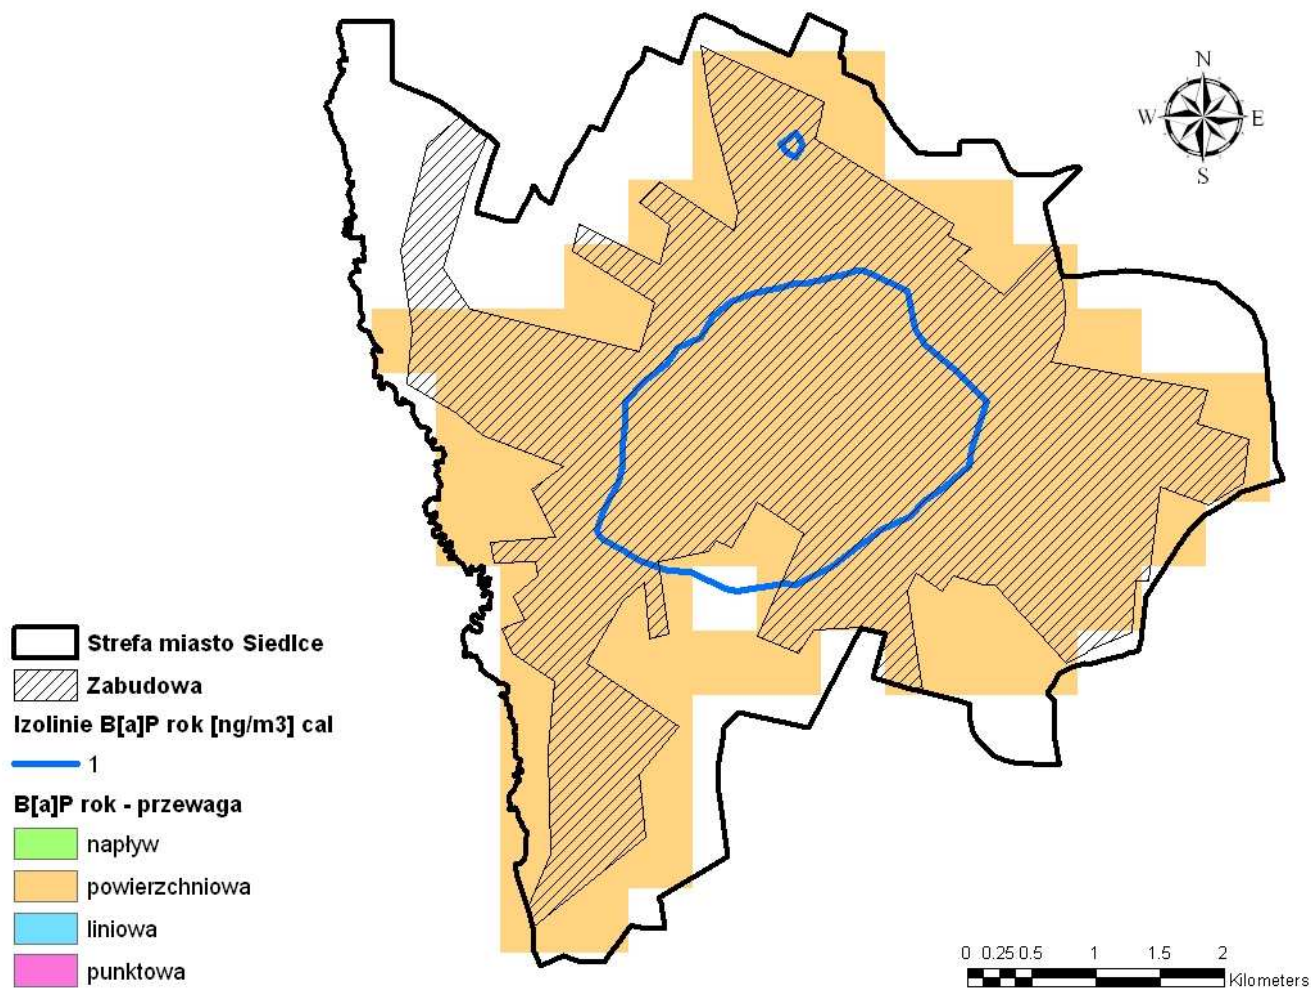 N
W E
S
Strefa miasto Siedlce
Zabudowa
Izolinie B[a]P rok [ng/m3] cal
1
B[a]P rok - przewaga
napływ
powierzchniowa
liniowa
punktowa
0 0.25 0.5 1 1.5 2
Kilometers